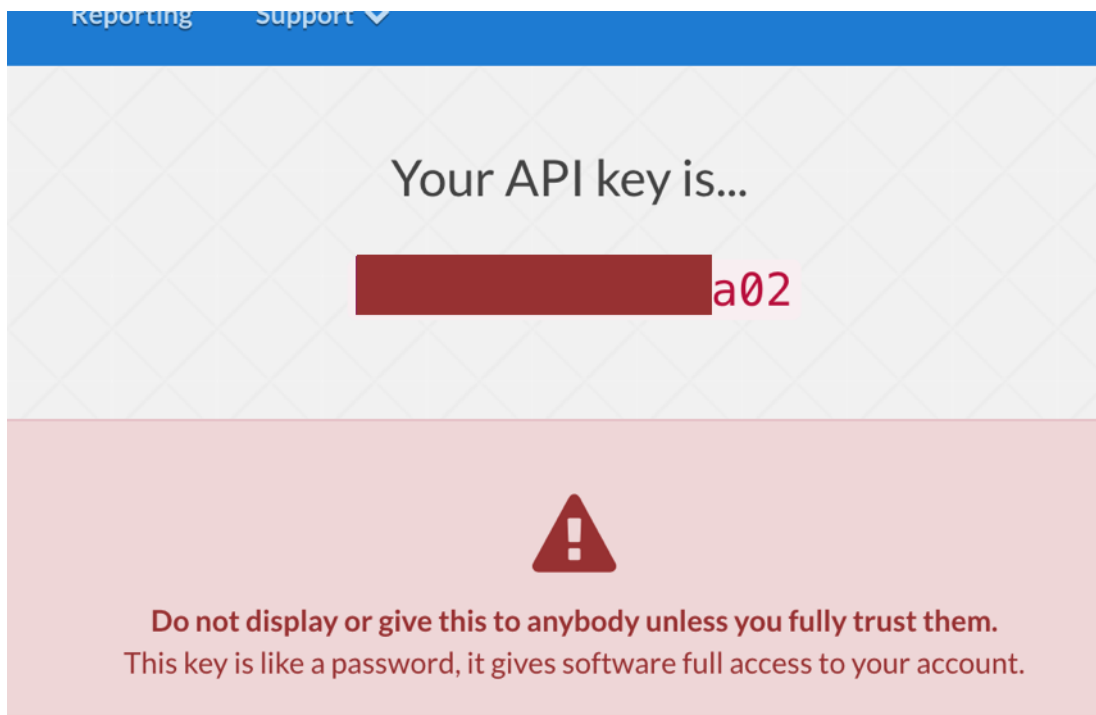 Reporting Support
Your API key is...
a02
Do not display or give this to anybody unless you fully trust them.
This key is like a password, it gives software full access to your account.